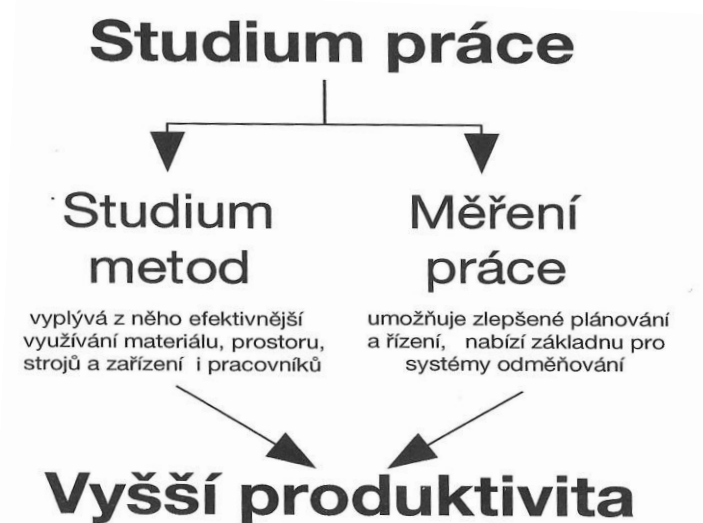 Studium práce
Studium
metod
vyplývá z něho efektivnější
využívání materiálu, prostoru,
strojů a zařízení i pracovníků
Měření
práce
umožňuje zlepšené plánování
a řízení, nabízí základnu pro
systémy odměňování
Vyšší produktivita